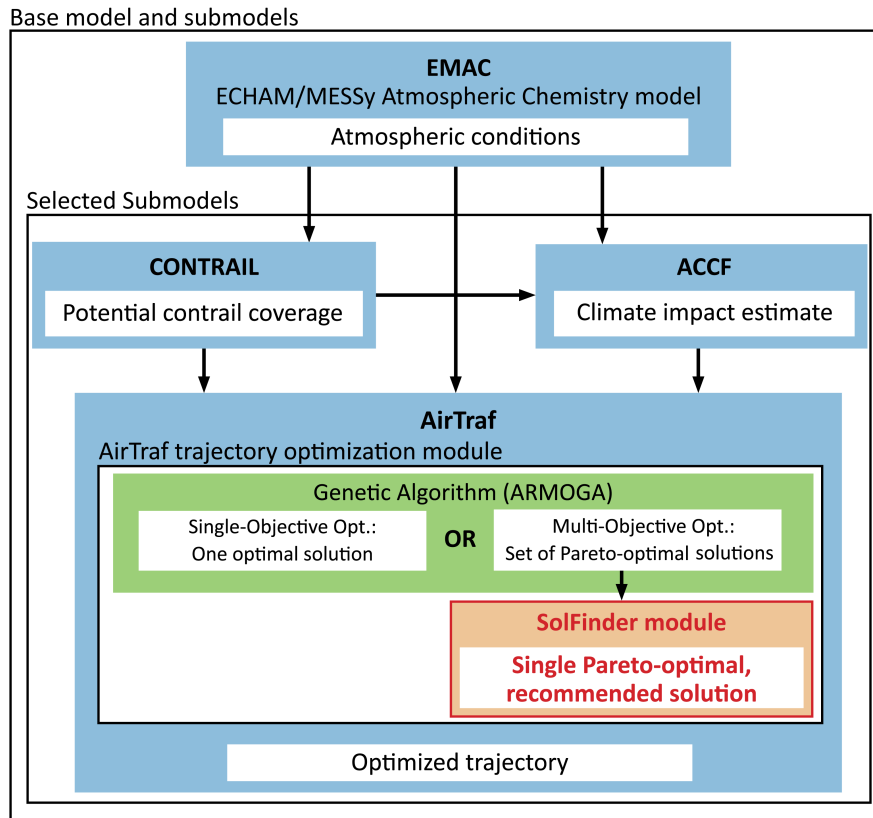 Base model and submodels
EMAC
ECHAM/MESSy Atmospheric Chemistry model
Atmospheric conditions
Selected Submodels
CONTRAIL
Potential contrail coverage
ACCF
Climate impact estimate
AirTraf
AirTraf trajectory optimization module
Genetic Algorithm (ARMOGA)
Single-Objective Opt.:
One optimal solution
OR
Multi-Objective Opt.:
Set of Pareto-optimal solutions
SolFinder module
Single Pareto-optimal,
recommended solution
Optimized trajectory